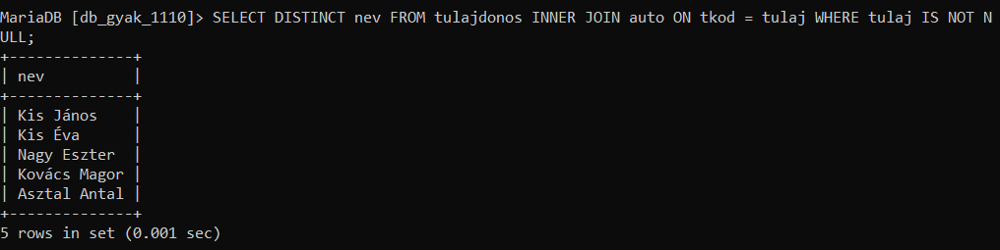 MariaDB [db_gyak_1110]> SELECT DISTINCT nev FROM tulajdonos INNER JOIN auto ON tkod = tulaj WHERE tulaj IS NOT N
ULL;
+--------------+
| nev          |
+--------------+
| Kis János    |
| Kis Éva      |
| Nagy Eszter  |
| Kovács Magor |
| Asztal Antal |
+--------------+
5 rows in set (0.001 sec)